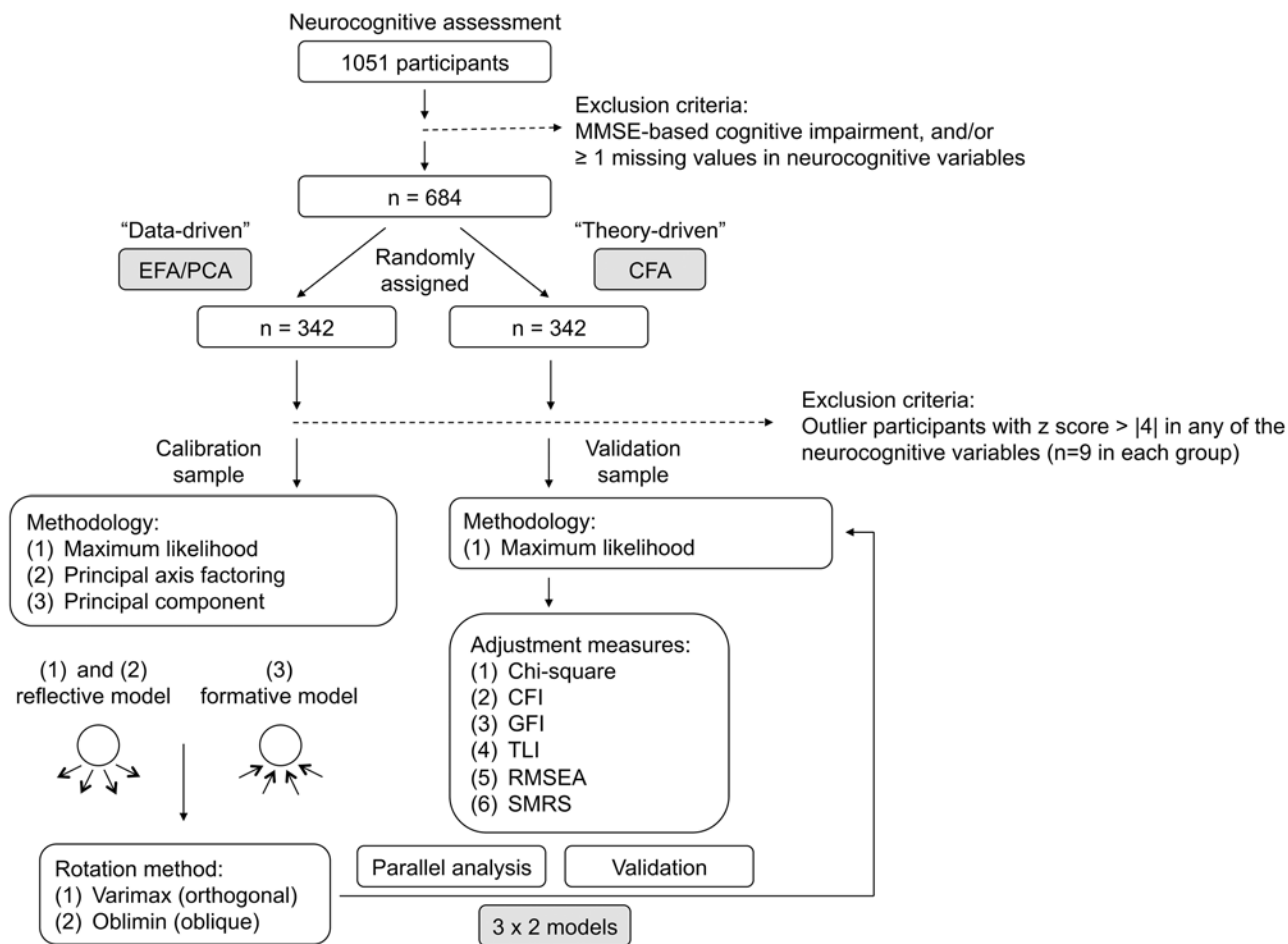 Neurocognitive assessment
1051 participants
Exclusion criteria:
MMSE-based cognitive impairment, and/or
≥ 1 missing values in neurocognitive variables
n = 684
“Data-driven”
EFA/PCA
Randomly
assigned
“Theory-driven”
CFA
n = 342
n = 342
Exclusion criteria:
Outlier participants with z score > |4| in any of the
neurocognitive variables (n=9 in each group)
Calibration
sample
Validation
sample
Methodology:
(1) Maximum likelihood
(2) Principal axis factoring
(3) Principal component
Methodology:
(1) Maximum likelihood
Adjustment measures:
(1) Chi-square
(2) CFI
(3) GFI
(4) TLI
(5) RMSEA
(6) SMRS
(1) and (2)
reflective model
(3)
formative model
Rotation method:
(1) Varimax (orthogonal)
(2) Oblimin (oblique)
Parallel analysis
Validation
3 x 2 models